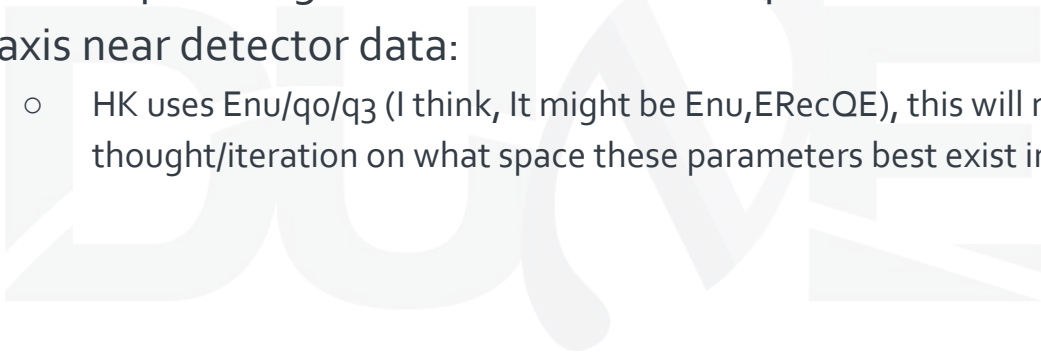 axis near detector data:
○ HK uses Enu/q0/q3 (I think, It might be Enu,ERecQE), this will
thought/iteration on what space these parameters best exist
DUNE